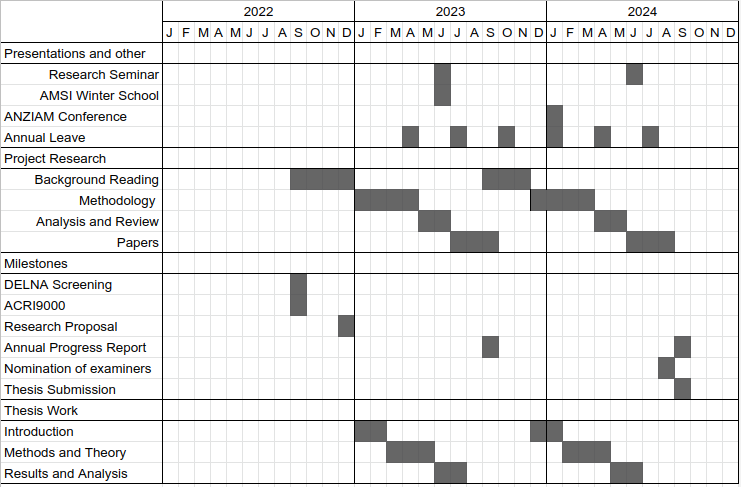 2022 2023 2024
J F M A M J J A S O N D J F M A M J J A S O N D J F M A M J J A S O N D
Presentations and other
Research Seminar
AMSI Winter School
ANZIAM Conference
Annual Leave
Project Research
Background Reading
Methodology
Analysis and Review
Papers
Milestones
DELNA Screening
ACRI9000
Research Proposal
Annual Progress Report
Nomination of examiners
Thesis Submission
Thesis Work
Introduction
Methods and Theory
Results and Analysis